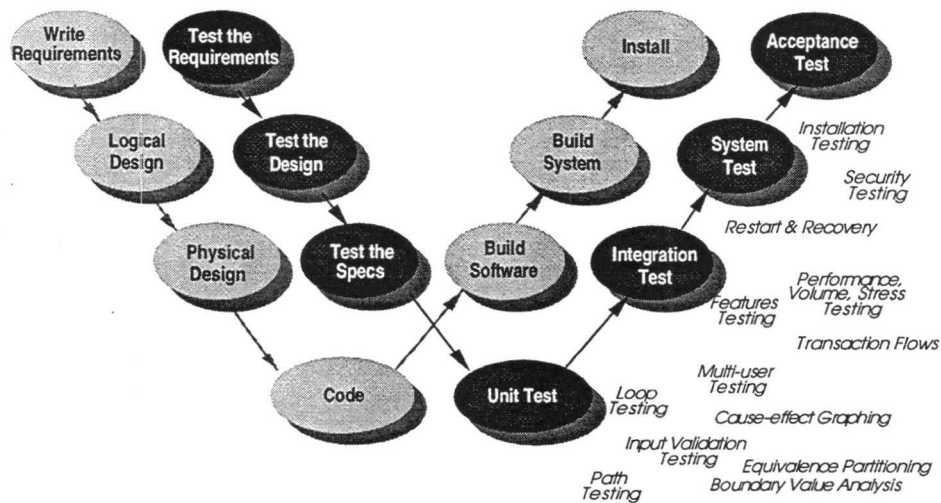 Write
Requirements
Test the
Requirements
Install
Acceptance
Test
Logical
Design
Test the
Design
Build
System
System
Test
Installation
Testing
Security
Testing
Restart & Recovery
Physical
Design
Test the
Specs
Build
Software
Integration
Test
Features
Testing
Performance,
Volume, Stress
Testing
Transaction Flows
Code
Unit Test
Loop
Testing
Multi-user
Testing
Cause-effect Graphing
Input Validation
Testing
Path
Testing
Equivalence Partitioning
Boundary Value Analysis